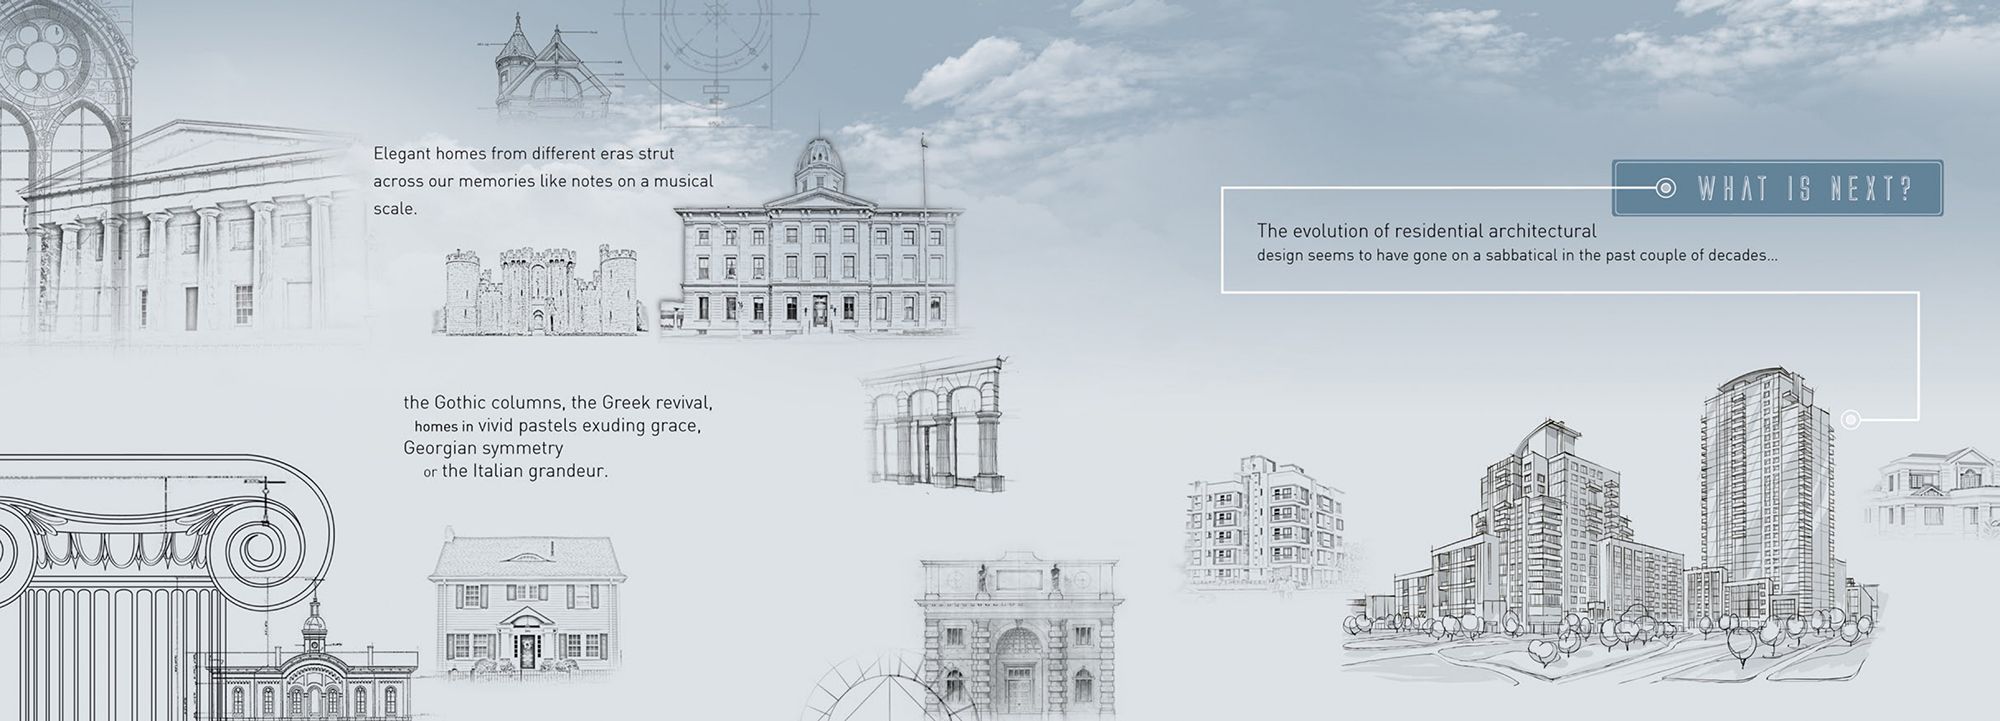 Elegant homes from different eras strut
across our memories like notes on a musical
scale.
the Gothic columns, the Greek revival,
homes in vivid pastels exuding grace,
Georgian symmetry
or the Italian grandeur.
WHAT IS NEXT?
The evolution of residential architectural
design seems to have gone on a sabbatical in the past couple of decades...